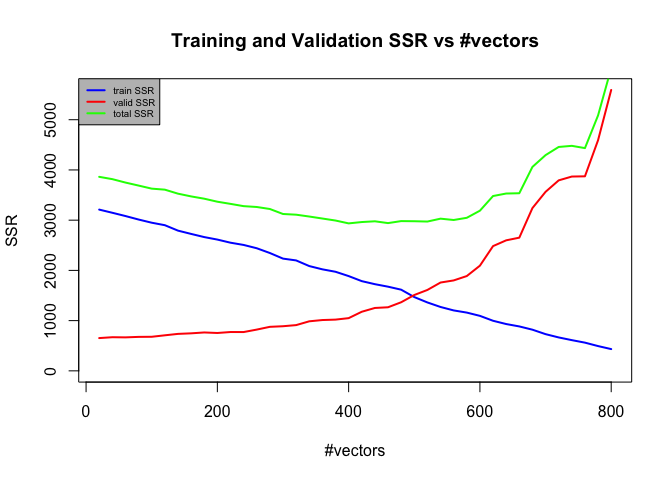 Training and Validation SSR vs #vectors
train SSR
valid SSR
total SSR
SSR
5000
4000
3000
2000
1000
0
0 200 400 600 800
#vectors